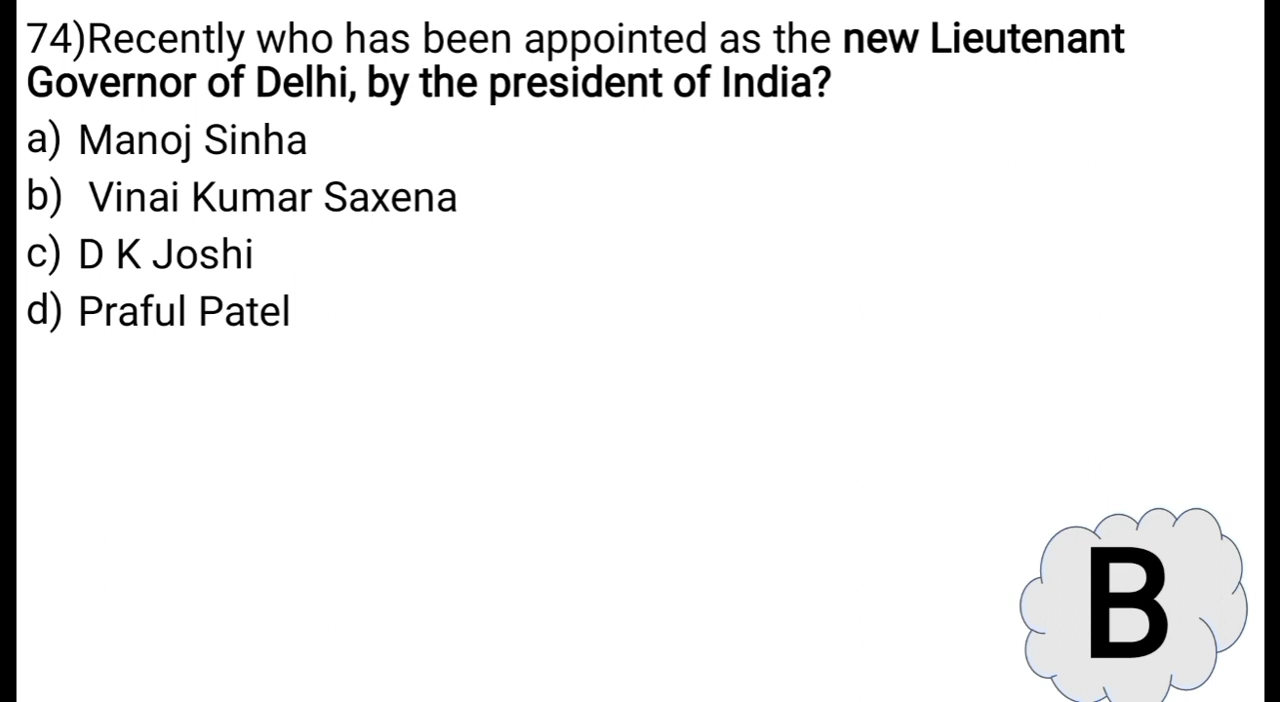 74)Recently who has been appointed as the new Lieutenant
Governor of Delhi, by the president of India?
a) Manoj Sinha
b) Vinai Kumar Saxena
c) D K Joshi
d) Praful Patel
B